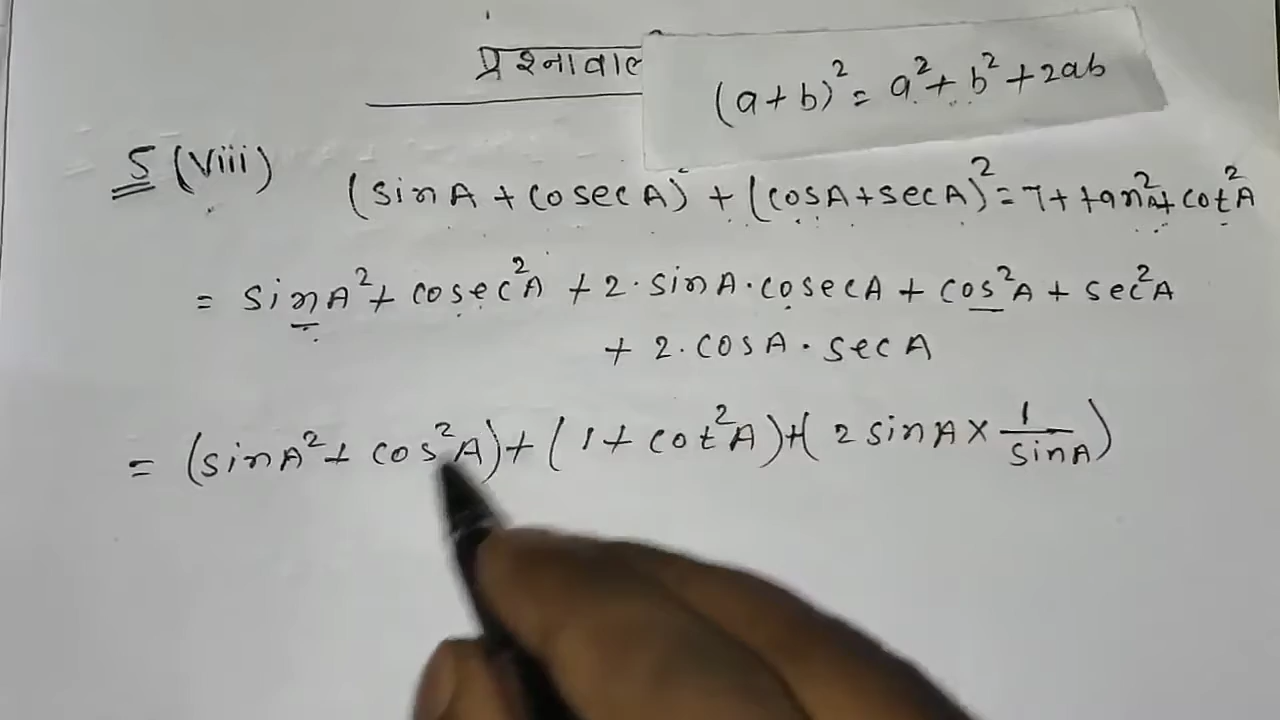 प्रश्नावल
(a+b)² = a² + b² + 2ab
5 (viii) (sinA + cosecA)² + (cosA + secA)² = 7 + tan²A + cot²A
= sinA² + cosec²A + 2·sinA·cosecA + cos²A + sec²A
+ 2·cosA·secA
= (sinA² + cos²A) + (1 + cot²A) + (2 sinA × 1/sinA)